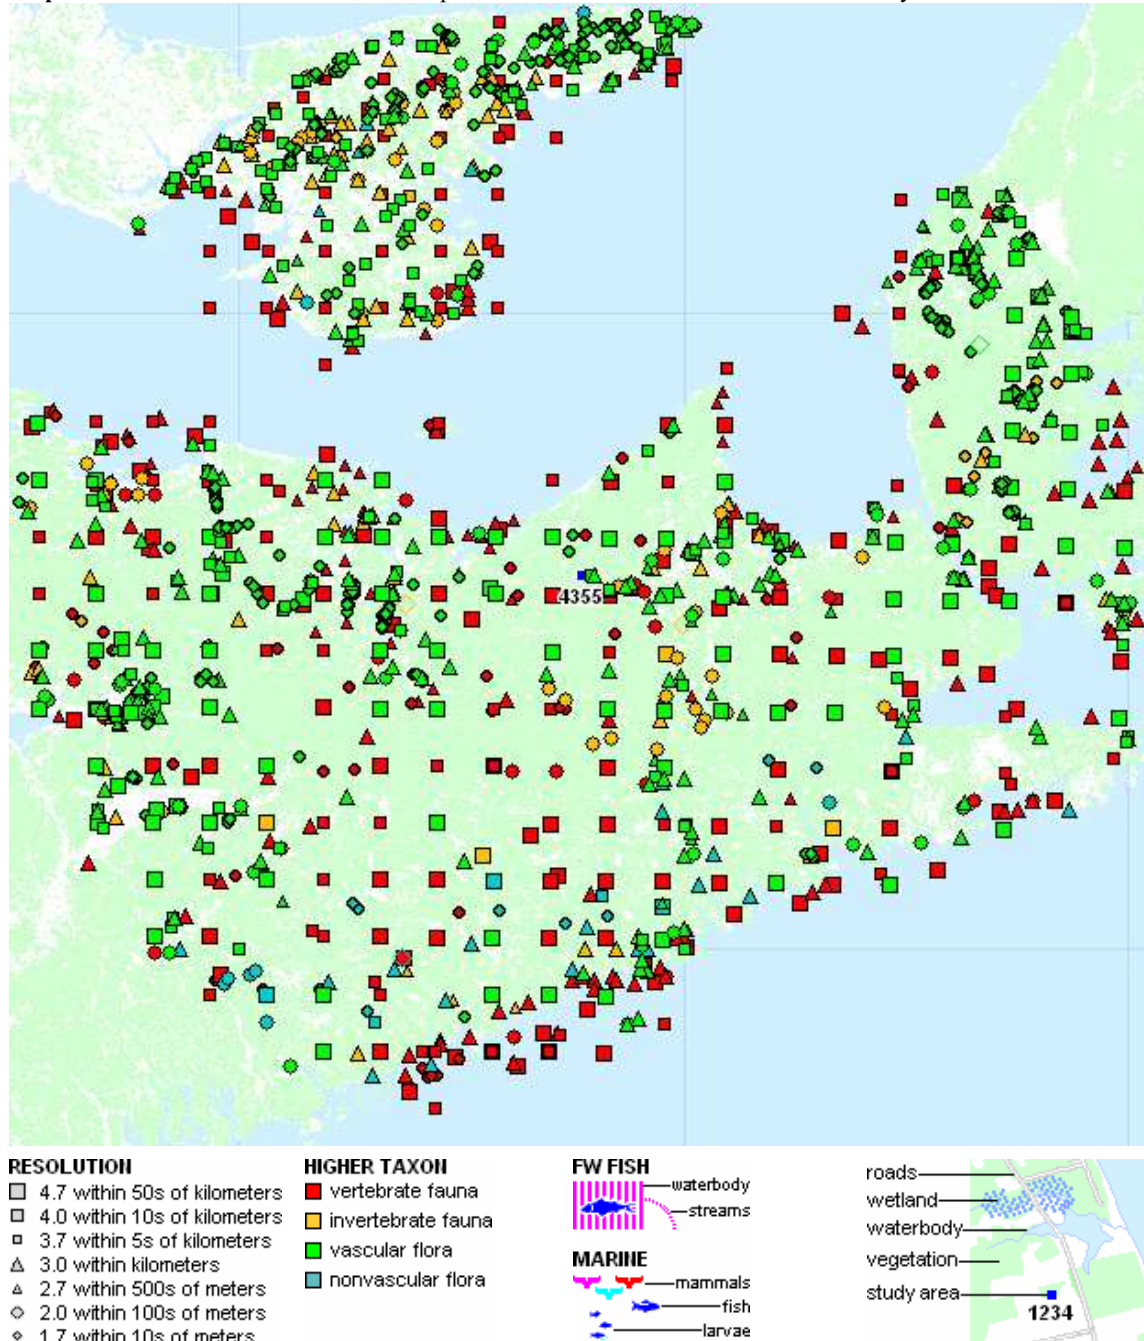 4355
RESOLUTION
4.7 within 50s of kilometers
4.0 within 10s of kilometers
3.7 within 5s of kilometers
3.0 within kilometers
2.7 within 500s of meters
2.0 within 100s of meters
1.7 within 10s of meters
HIGHER TAXON
vertebrate fauna
invertebrate fauna
vascular flora
nonvascular flora
FW FISH
waterbody
streams
MARINE
mammals
fish
larvae
roads
wetland
waterbody
vegetation
study area
1234